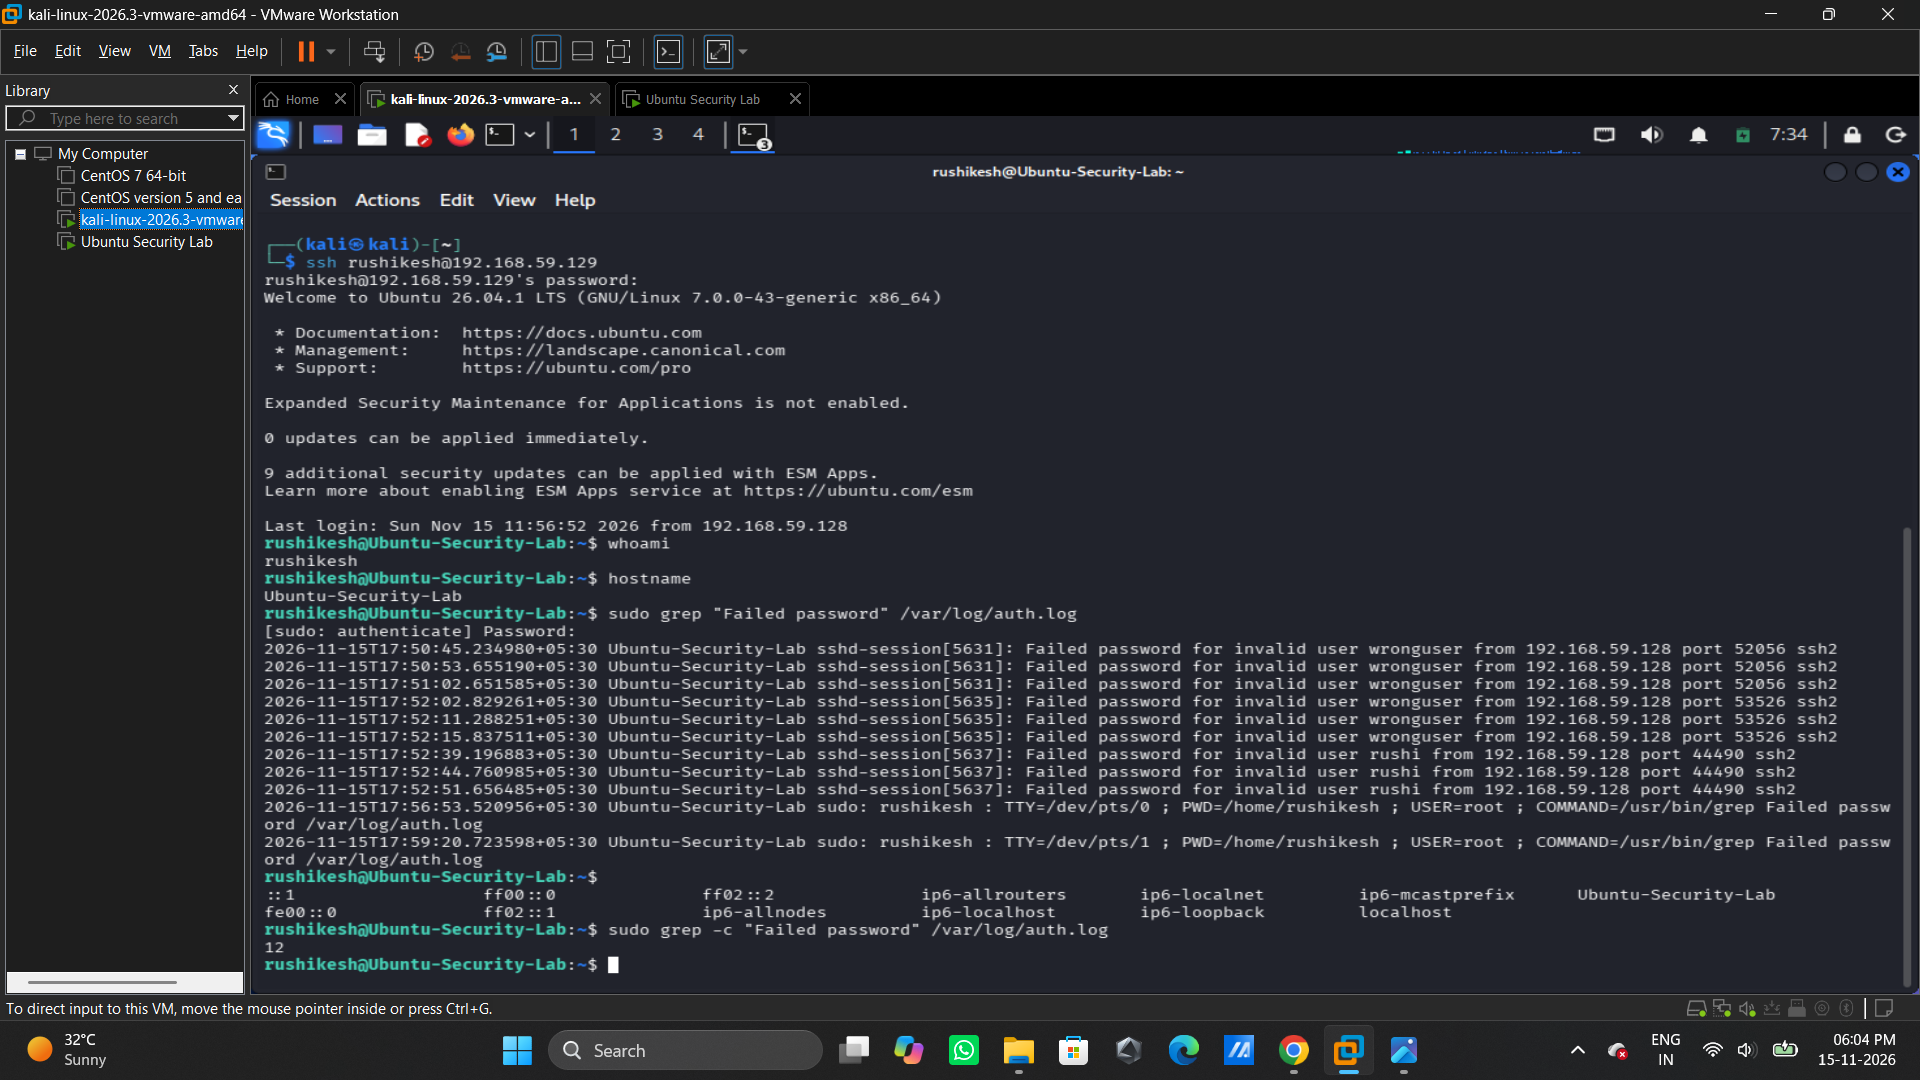 kali-linux-2026.3-vmware-amd64 - VMware Workstation
File Edit View VM Tabs Help
Library
Type here to search
My Computer
CentOS 7 64-bit
CentOS version 5 and ea
kali-linux-2026.3-vmware
Ubuntu Security Lab
Home
kali-linux-2026.3-vmware-a...
Ubuntu Security Lab
1 2 3 4
3
7:34
rushikesh@Ubuntu-Security-Lab: ~
Session Actions Edit View Help
┌──(kali㉿kali)-[~]
└─$ ssh rushikesh@192.168.59.129
rushikesh@192.168.59.129's password:
Welcome to Ubuntu 26.04.1 LTS (GNU/Linux 7.0.0-43-generic x86_64)
* Documentation: https://docs.ubuntu.com
* Management: https://landscape.canonical.com
* Support: https://ubuntu.com/pro
Expanded Security Maintenance for Applications is not enabled.
0 updates can be applied immediately.
9 additional security updates can be applied with ESM Apps.
Learn more about enabling ESM Apps service at https://ubuntu.com/esm
Last login: Sun Nov 15 11:56:52 2026 from 192.168.59.128
rushikesh@Ubuntu-Security-Lab:~$ whoami
rushikesh
rushikesh@Ubuntu-Security-Lab:~$ hostname
Ubuntu-Security-Lab
rushikesh@Ubuntu-Security-Lab:~$ sudo grep "Failed password" /var/log/auth.log
[sudo: authenticate] Password:
2026-11-15T17:50:45.234980+05:30 Ubuntu-Security-Lab sshd-session[5631]: Failed password for invalid user wronguser from 192.168.59.128 port 52056 ssh2
2026-11-15T17:50:53.655190+05:30 Ubuntu-Security-Lab sshd-session[5631]: Failed password for invalid user wronguser from 192.168.59.128 port 52056 ssh2
2026-11-15T17:51:02.651585+05:30 Ubuntu-Security-Lab sshd-session[5631]: Failed password for invalid user wronguser from 192.168.59.128 port 52056 ssh2
2026-11-15T17:52:02.829261+05:30 Ubuntu-Security-Lab sshd-session[5635]: Failed password for invalid user wronguser from 192.168.59.128 port 53526 ssh2
2026-11-15T17:52:11.288251+05:30 Ubuntu-Security-Lab sshd-session[5635]: Failed password for invalid user wronguser from 192.168.59.128 port 53526 ssh2
2026-11-15T17:52:15.837511+05:30 Ubuntu-Security-Lab sshd-session[5635]: Failed password for invalid user wronguser from 192.168.59.128 port 53526 ssh2
2026-11-15T17:52:39.196883+05:30 Ubuntu-Security-Lab sshd-session[5637]: Failed password for invalid user rushi from 192.168.59.128 port 44490 ssh2
2026-11-15T17:52:44.760985+05:30 Ubuntu-Security-Lab sshd-session[5637]: Failed password for invalid user rushi from 192.168.59.128 port 44490 ssh2
2026-11-15T17:52:51.656485+05:30 Ubuntu-Security-Lab sshd-session[5637]: Failed password for invalid user rushi from 192.168.59.128 port 44490 ssh2
2026-11-15T17:56:53.520956+05:30 Ubuntu-Security-Lab sudo: rushikesh : TTY=/dev/pts/0 ; PWD=/home/rushikesh ; USER=root ; COMMAND=/usr/bin/grep Failed passw
ord /var/log/auth.log
2026-11-15T17:59:20.723598+05:30 Ubuntu-Security-Lab sudo: rushikesh : TTY=/dev/pts/1 ; PWD=/home/rushikesh ; USER=root ; COMMAND=/usr/bin/grep Failed passw
ord /var/log/auth.log
rushikesh@Ubuntu-Security-Lab:~$
::1 ff00::0 ff02::2 ip6-allrouters ip6-localnet ip6-mcastprefix Ubuntu-Security-Lab
fe00::0 ff02::1 ip6-allnodes ip6-localhost ip6-loopback localhost
rushikesh@Ubuntu-Security-Lab:~$ sudo grep -c "Failed password" /var/log/auth.log
12
rushikesh@Ubuntu-Security-Lab:~$
To direct input to this VM, move the mouse pointer inside or press Ctrl+G.
32°C
Sunny
Search
ENG
IN
06:04 PM
15-11-2026